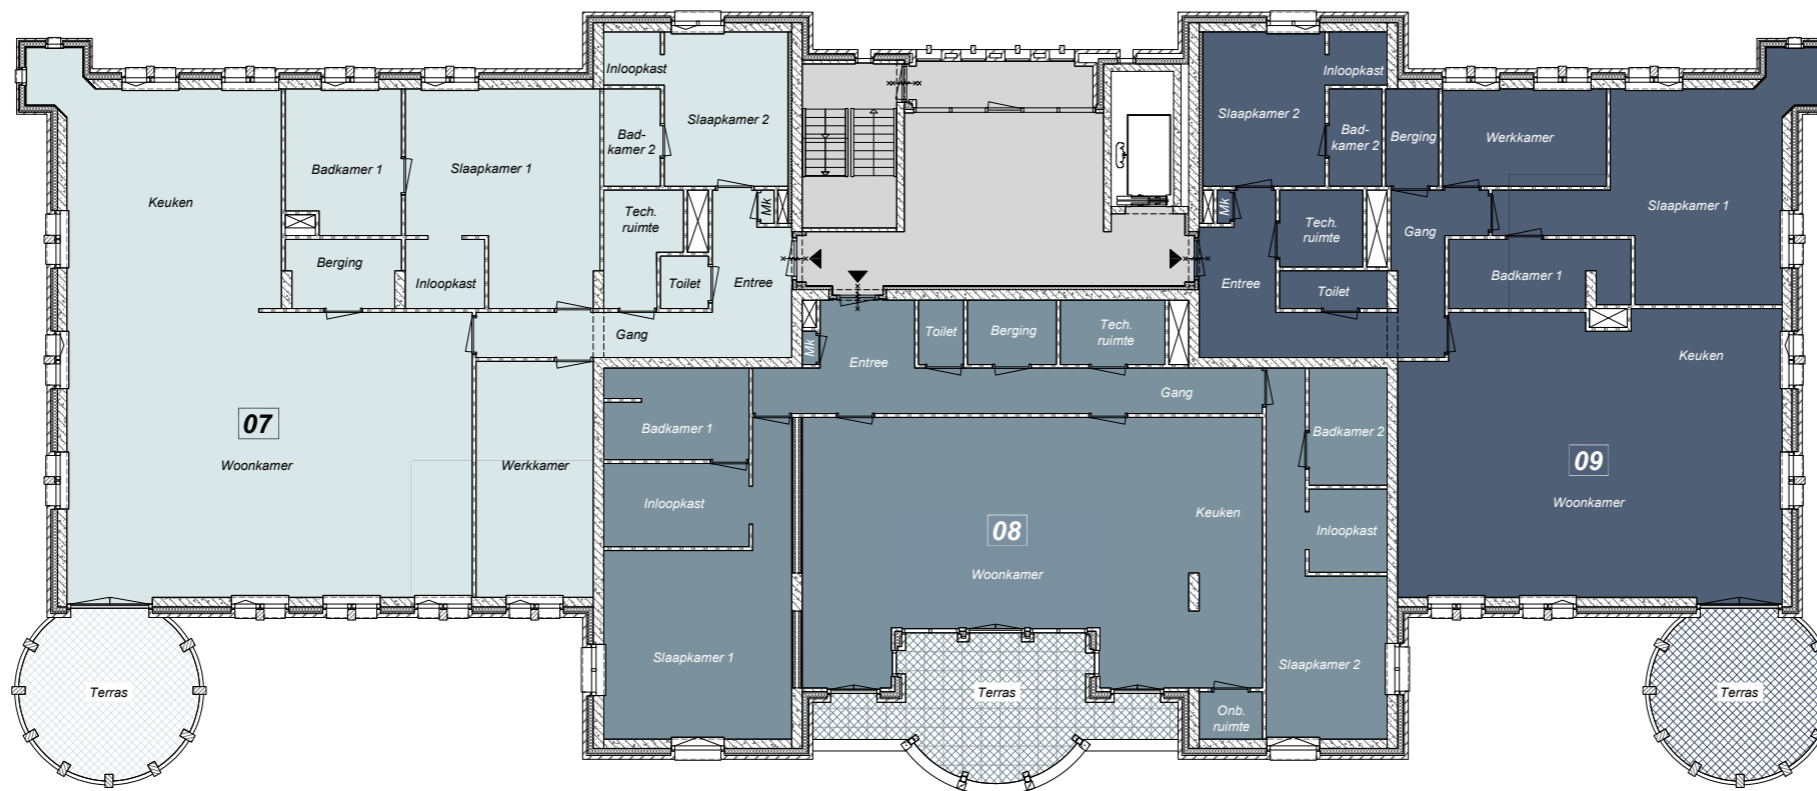 Inloopkast
Slaapkamer 2
Bad-
kamer 2
Badkamer 1
Slaapkamer 1
Keuken
Tech.
ruimte
Mk
Berging
Inloopkast
Toilet
Entree
Gang
07
Woonkamer
Werkkamer
Terras
Mk
Entree
Toilet
Berging
Tech.
ruimte
Gang
Badkamer 1
Badkamer 2
Inloopkast
Keuken
Inloopkast
08
Woonkamer
Slaapkamer 1
Slaapkamer 2
Terras
Onb.
ruimte
Inloopkast
Slaapkamer 2
Bad-
kamer 2
Berging
Werkkamer
Mk
Tech.
ruimte
Gang
Slaapkamer 1
Entree
Toilet
Badkamer 1
Keuken
09
Woonkamer
Terras